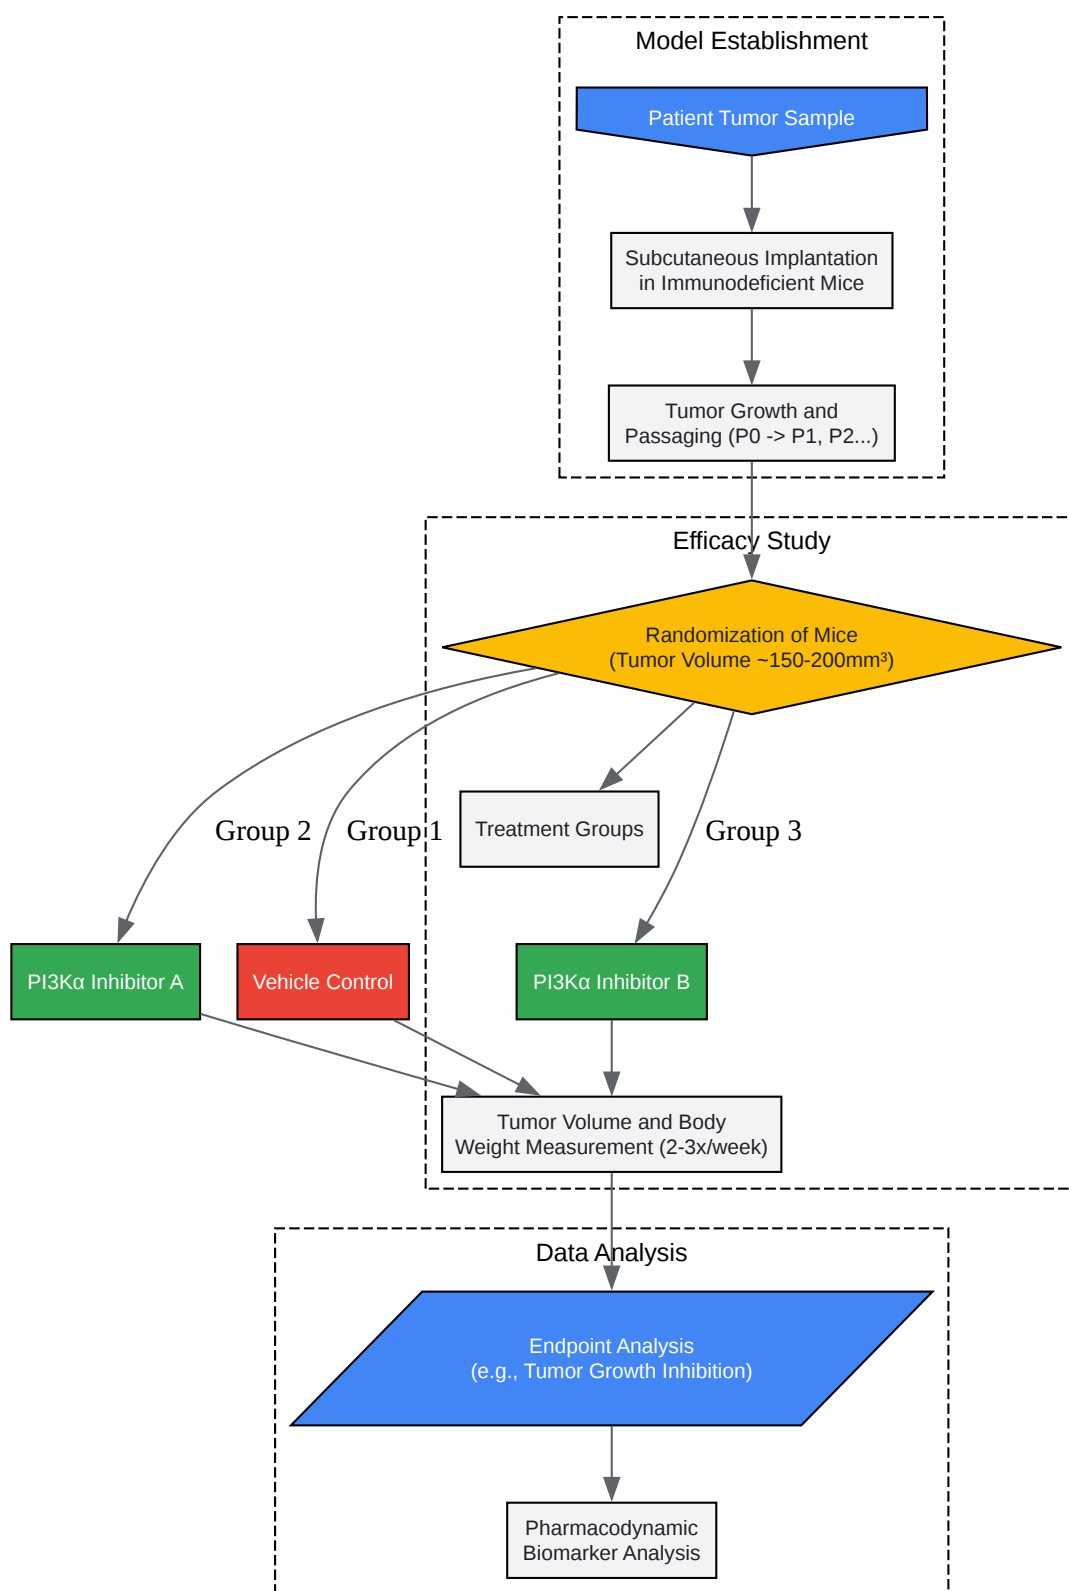 Model Establishment
Patient Tumor Sample
Subcutaneous Implantation
in Immunodeficient Mice
Tumor Growth and
Passaging (P0 -> P1, P2...)
Efficacy Study
Randomization of Mice
(Tumor Volume ~150-200mm³)
Group 2
Group 1
Treatment Groups
Group 3
PI3Kα Inhibitor A
Vehicle Control
PI3Kα Inhibitor B
Tumor Volume and Body
Weight Measurement (2-3x/week)
Data Analysis
Endpoint Analysis
(e.g., Tumor Growth Inhibition)
Pharmacodynamic
Biomarker Analysis